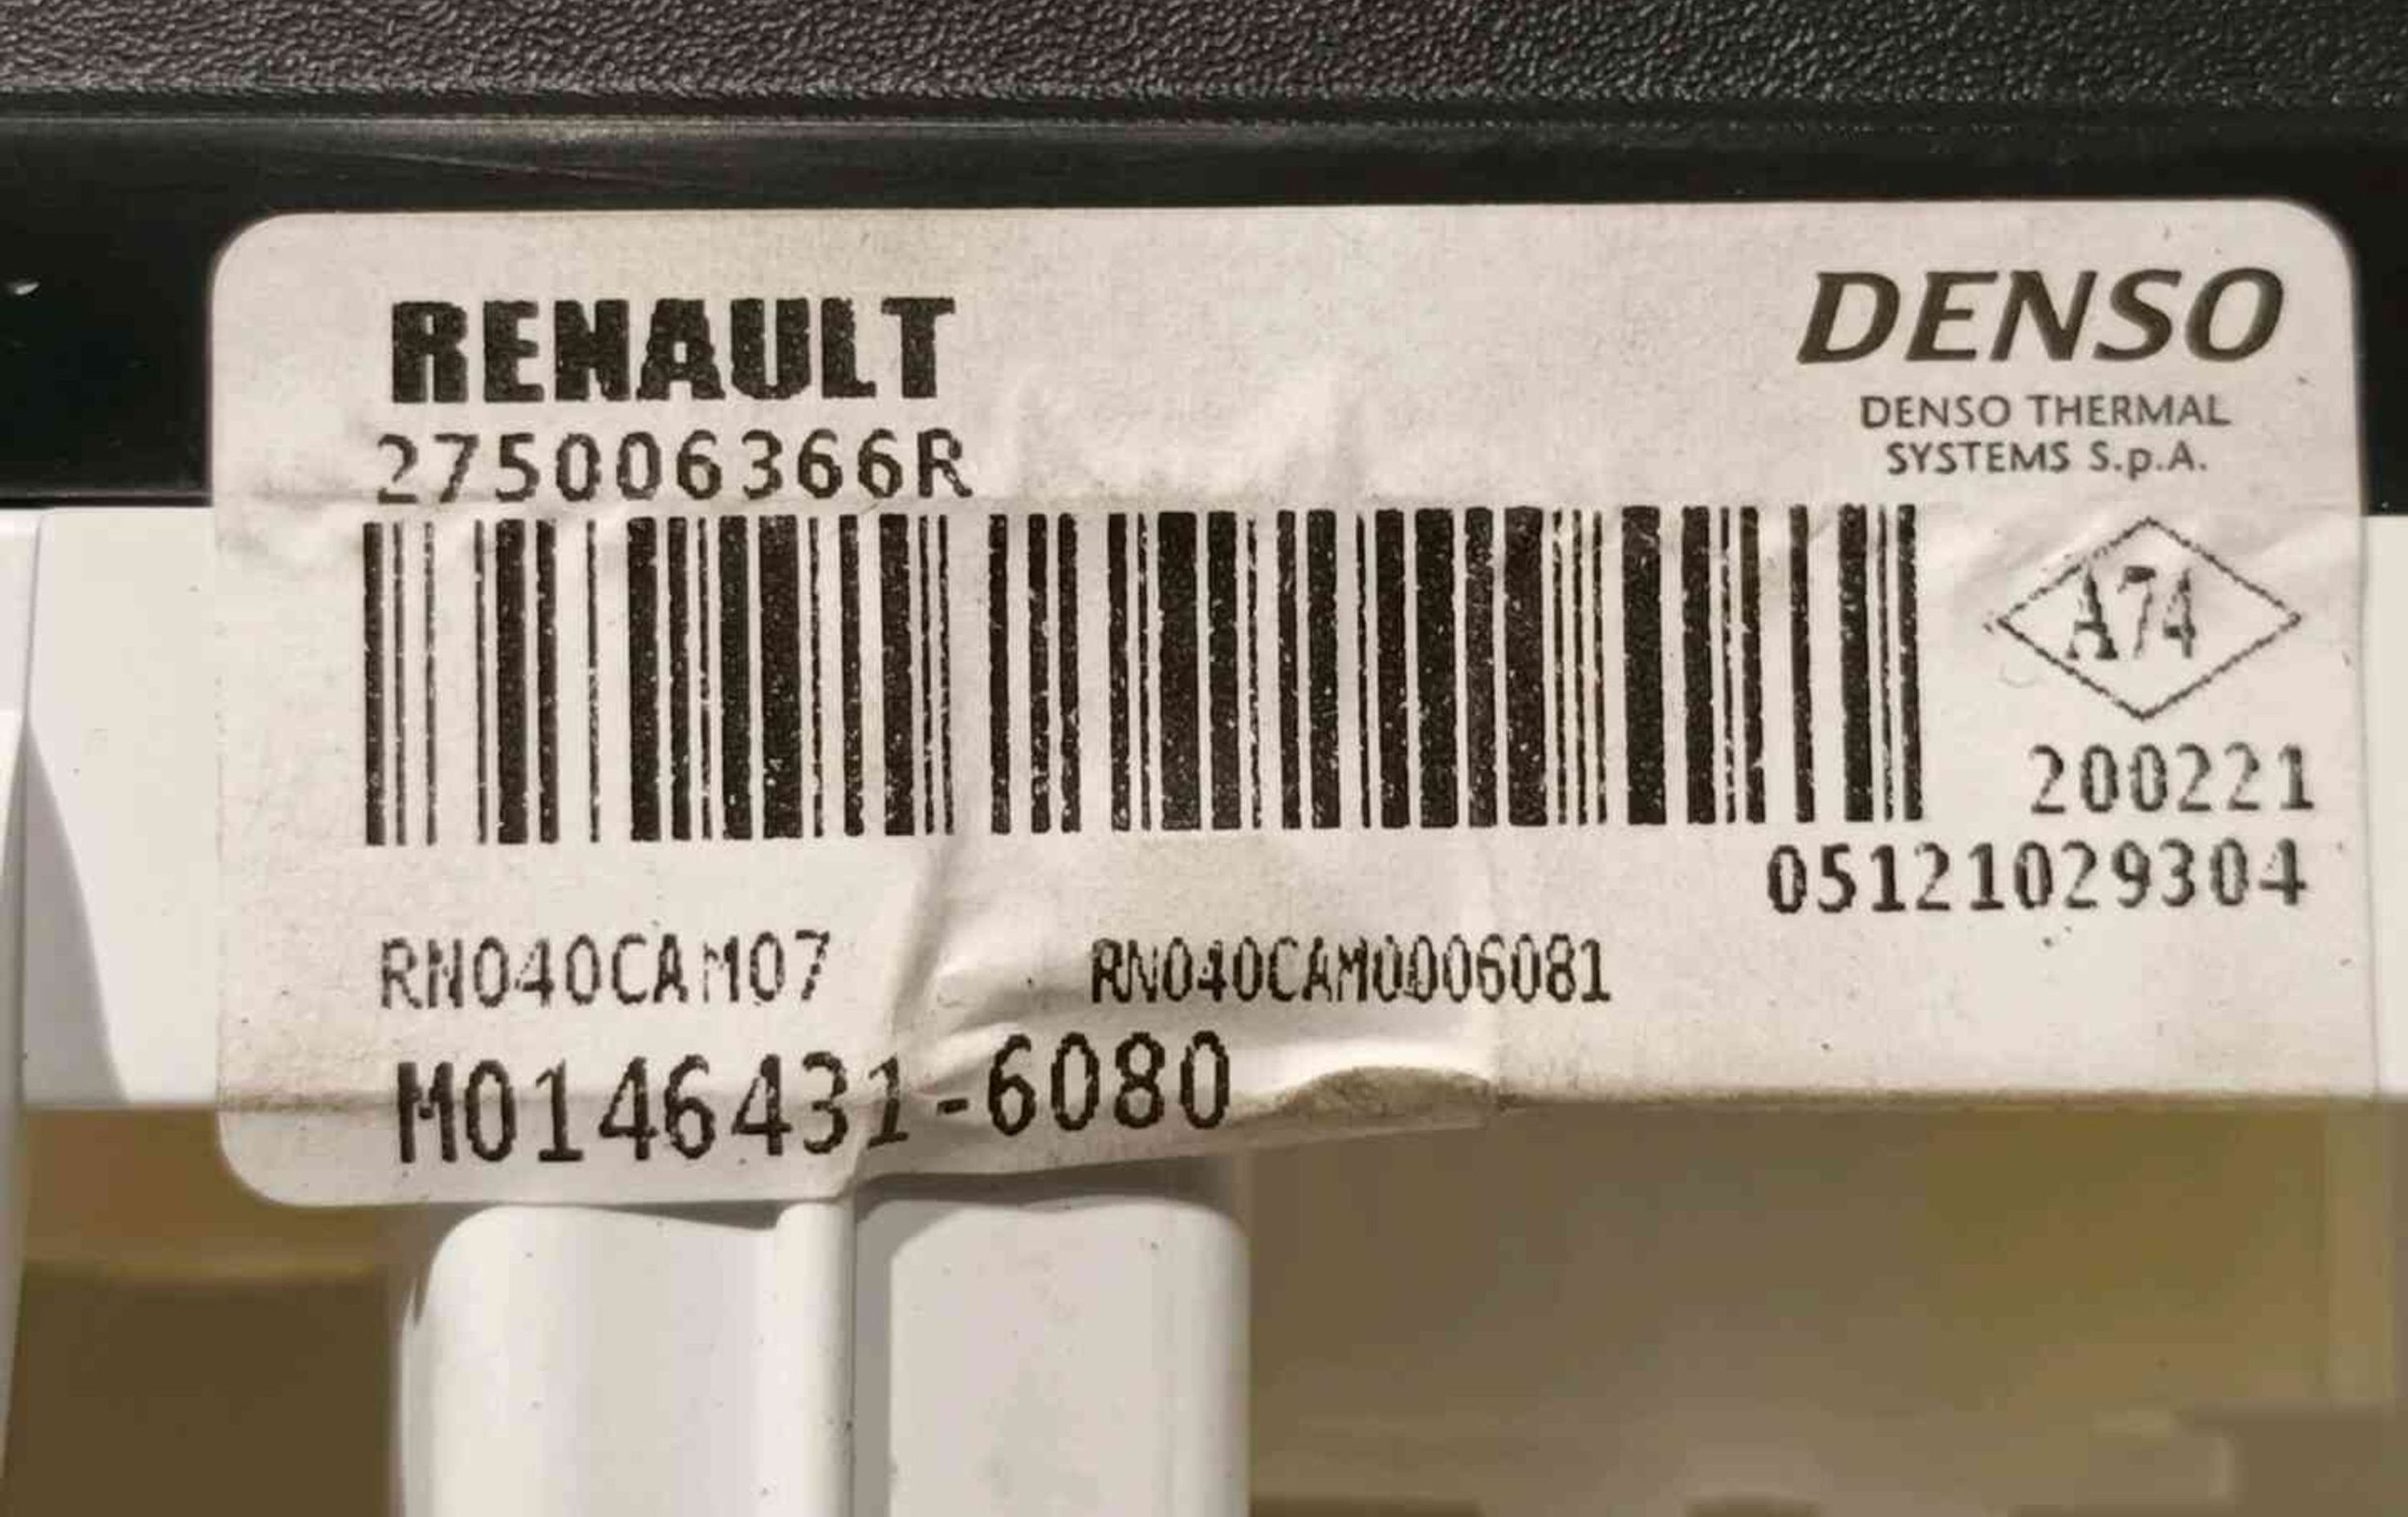 RENAULT
275006366R
DENSO
DENSO THERMAL
SYSTEMS S.p.A.
A74
200221
05121029304
RN040CAM07
RN040CAM0006081
M0146431-6080